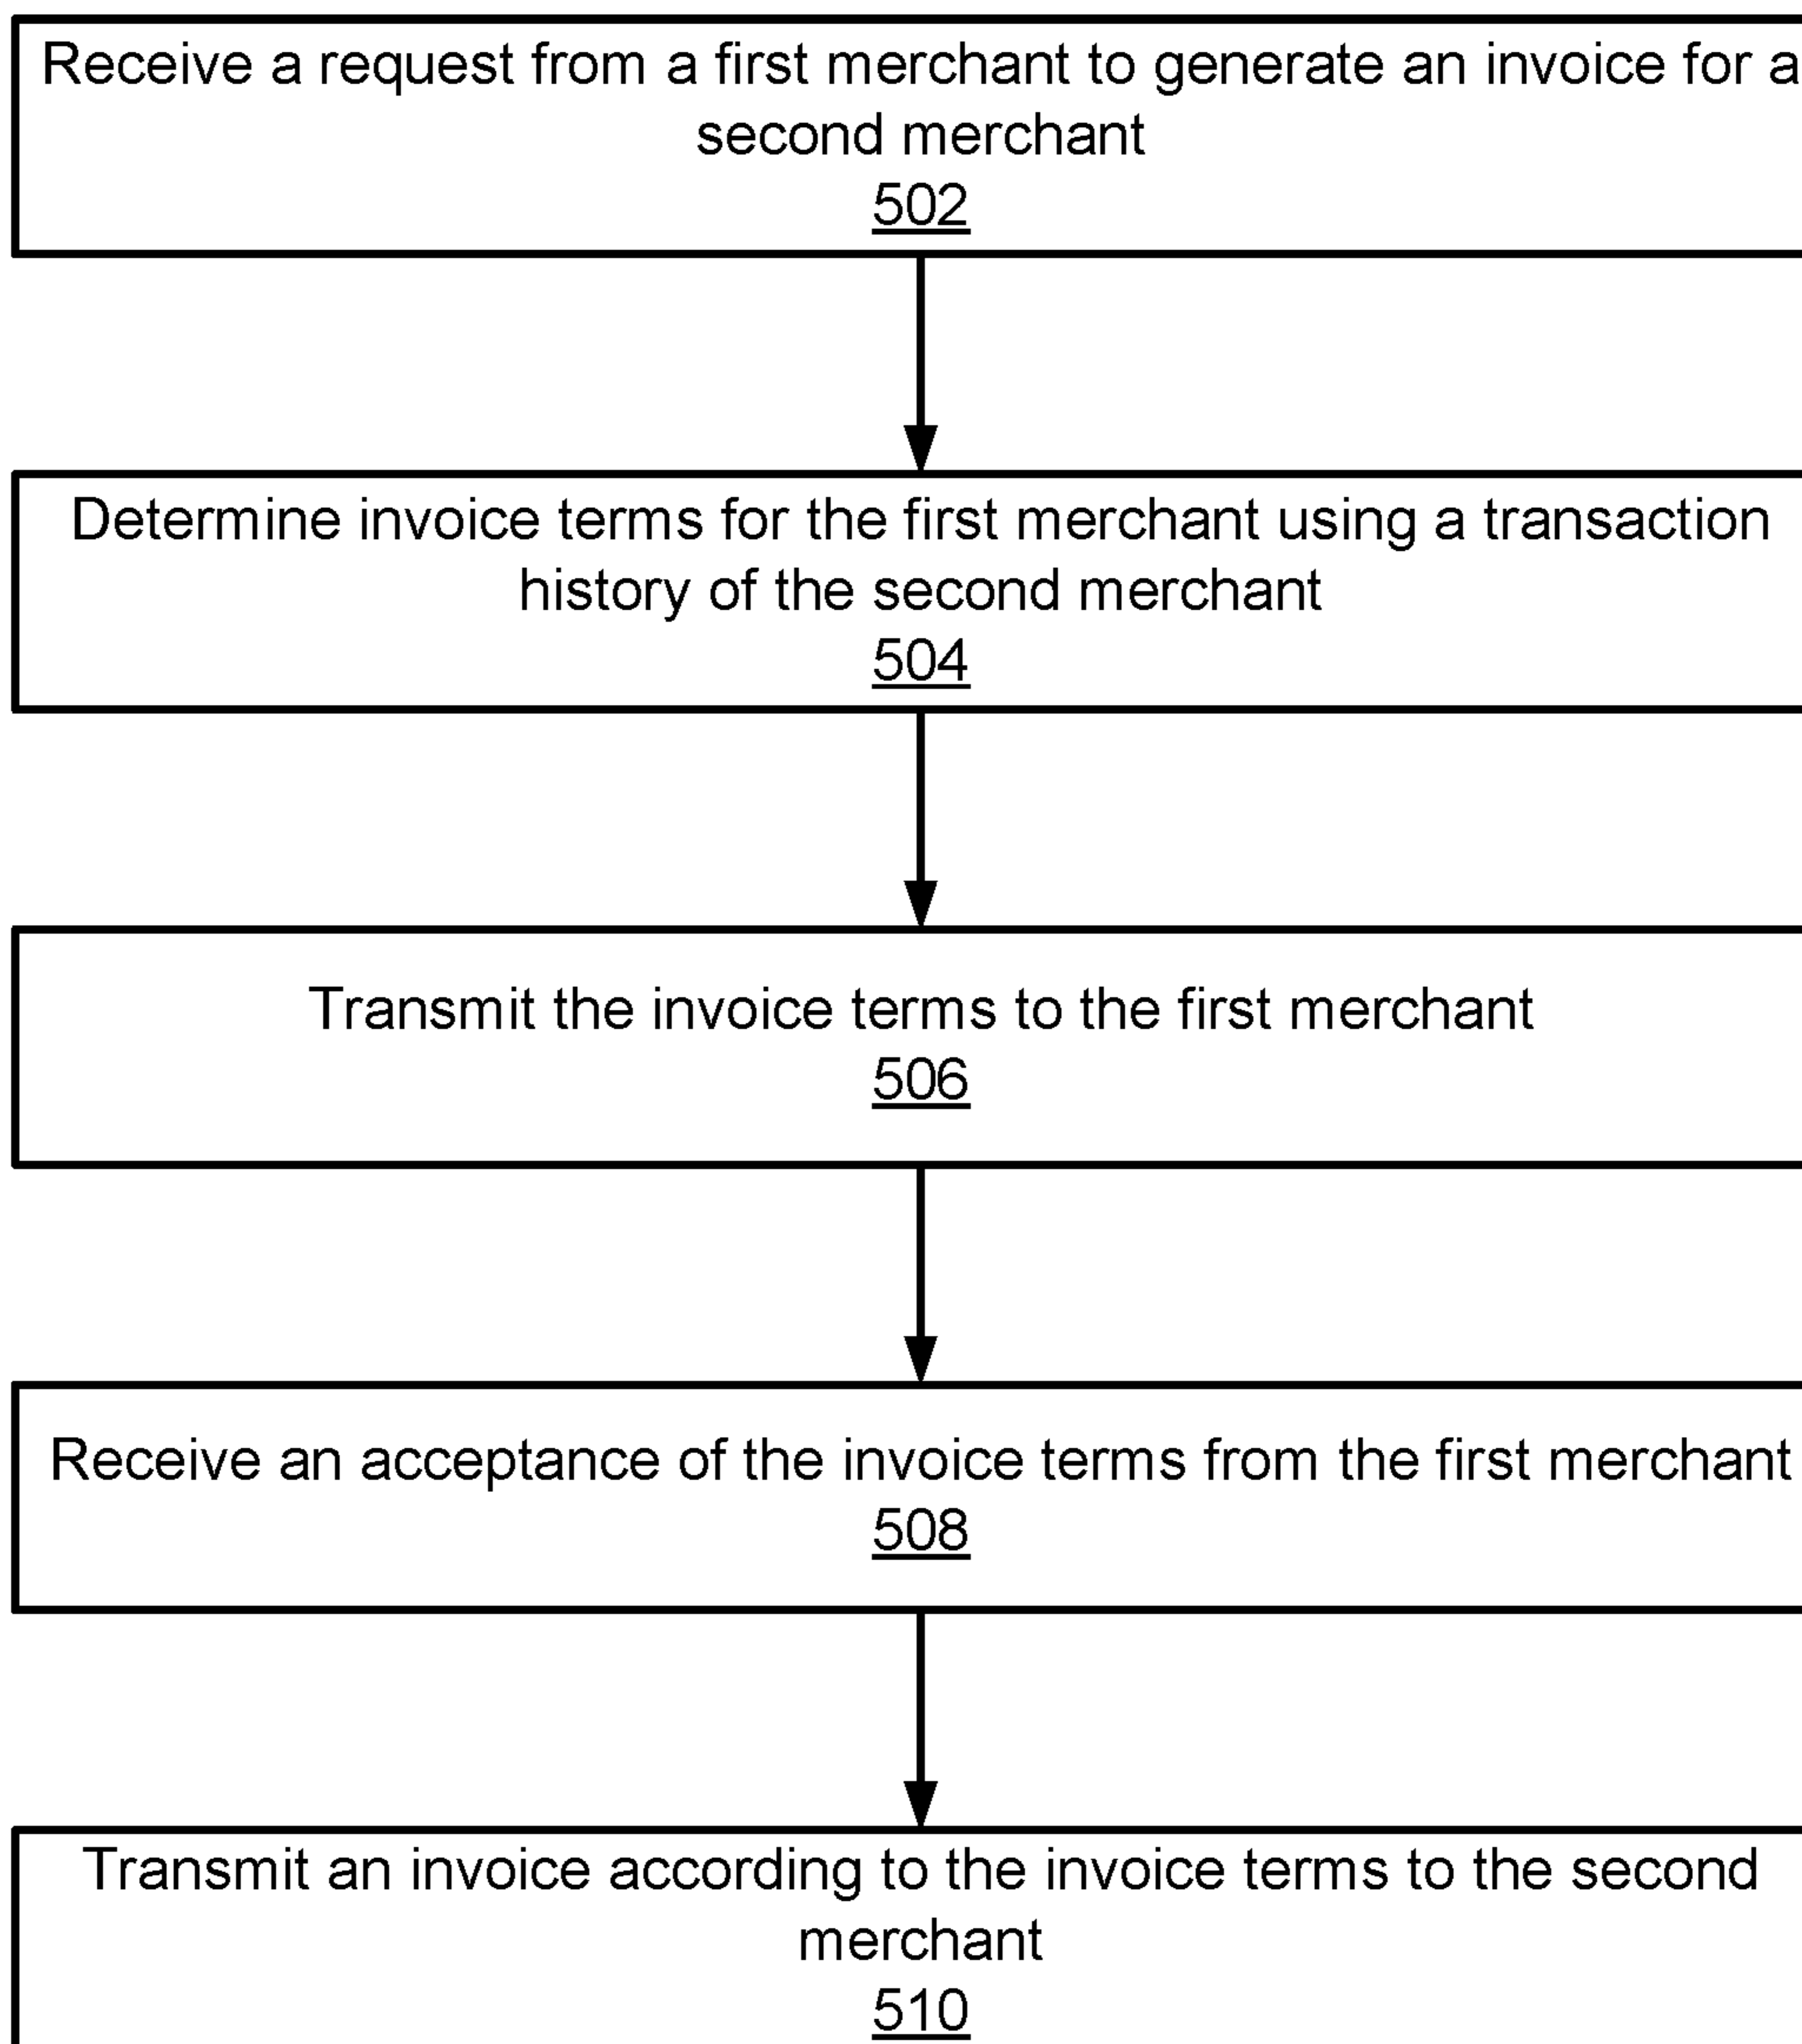 Receive a request from a first merchant to generate an invoice for a
second merchant
502
Determine invoice terms for the first merchant using a transaction
history of the second merchant
504
Transmit the invoice terms to the first merchant
506
Receive an acceptance of the invoice terms from the first merchant
508
Transmit an invoice according to the invoice terms to the second
merchant
510